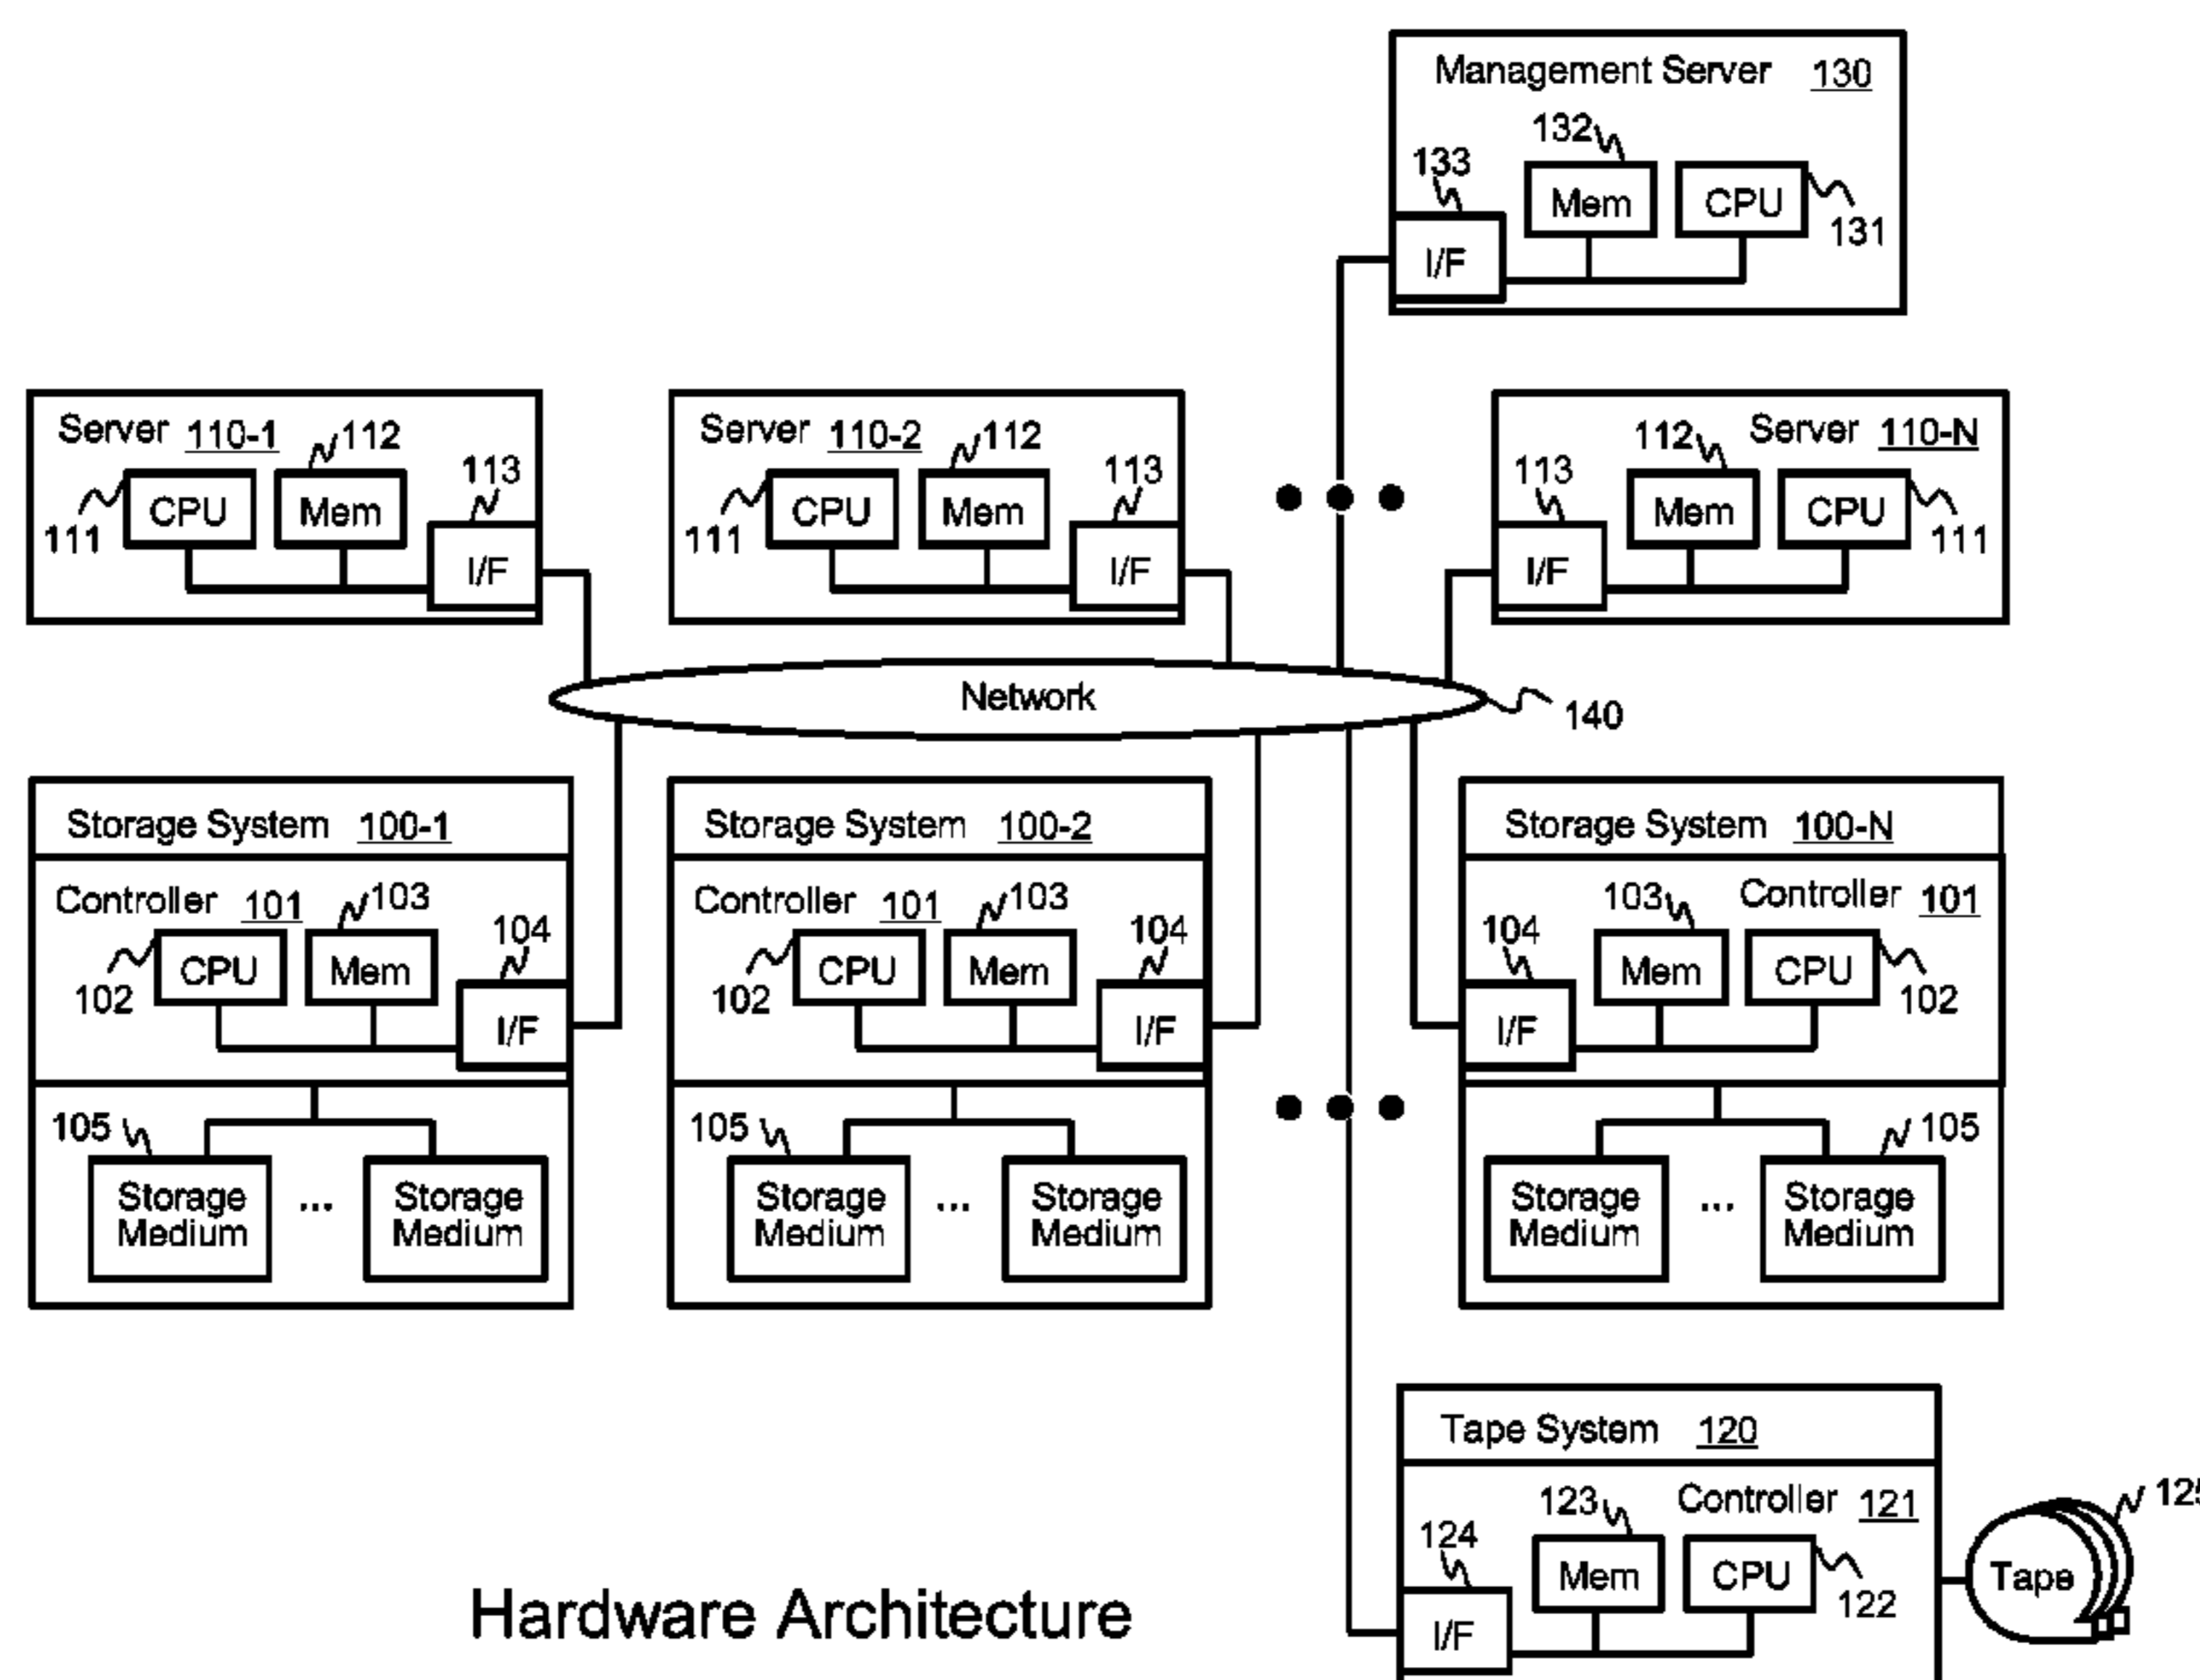 Management Server 130
132
133
Mem CPU
131
I/F
Server 110-1 112
113
CPU Mem
111
I/F
Server 110-2 112
113
CPU Mem
111
I/F
112 Server 110-N
113
Mem CPU
111
I/F
Network
140
Storage System 100-1
Controller 101 103
104
CPU Mem
102
I/F
105
Storage Medium
...
Storage Medium
Storage System 100-2
Controller 101 103
104
CPU Mem
102
I/F
105
Storage Medium
...
Storage Medium
Storage System 100-N
103 Controller 101
104
Mem CPU
102
I/F
105
Storage Medium
...
Storage Medium
Tape System 120
123 Controller 121
124
Mem CPU
122
I/F
125
Tape
Hardware Architecture